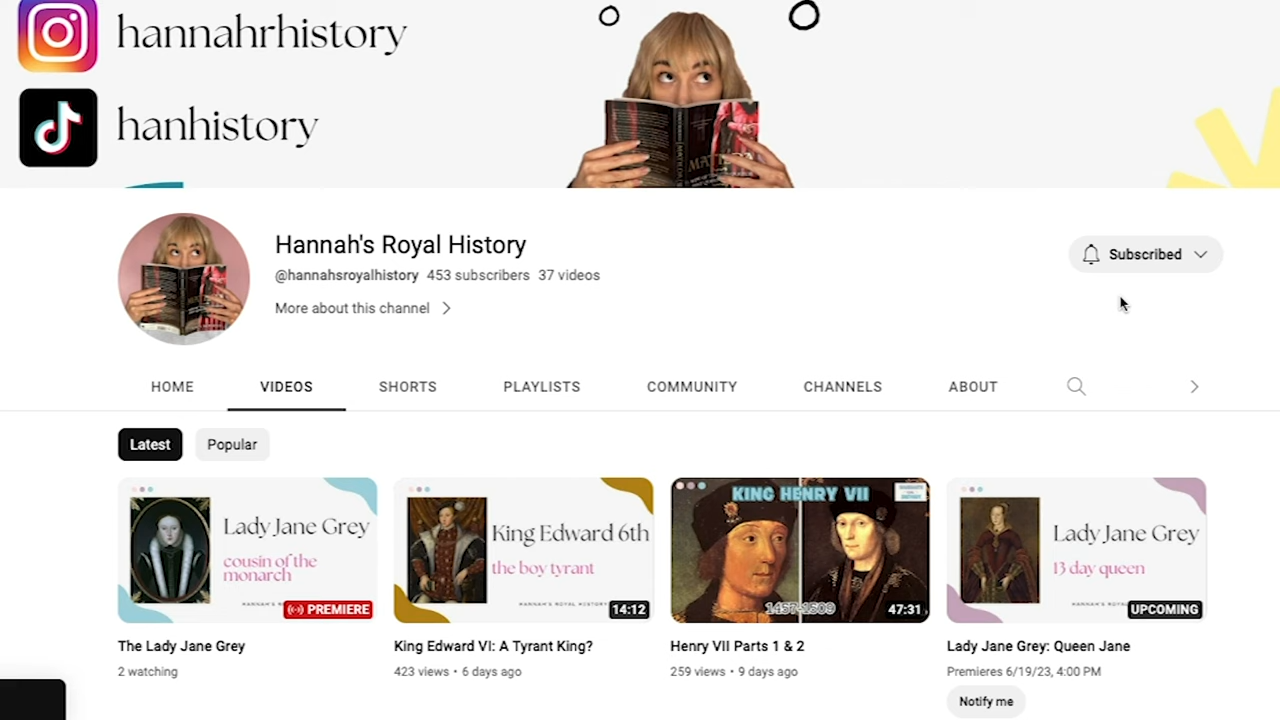 hannahrhistory
hanhistory
MATI
Hannah's Royal History
@hannahsroyalhistory 453 subscribers 37 videos
More about this channel
Subscribed
HOME VIDEOS SHORTS PLAYLISTS COMMUNITY CHANNELS ABOUT
Latest Popular
Lady Jane Grey
cousin of the
monarch
PREMIERE
King Edward 6th
the boy tyrant
HANNAH'S ROYAL HISTORY
14:12
KING HENRY VII
1457-1509
47:31
Lady Jane Grey
13 day queen
UPCOMING
The Lady Jane Grey
2 watching
King Edward VI: A Tyrant King?
423 views • 6 days ago
Henry VII Parts 1 & 2
259 views • 9 days ago
Lady Jane Grey: Queen Jane
Premieres 6/19/23, 4:00 PM
Notify me